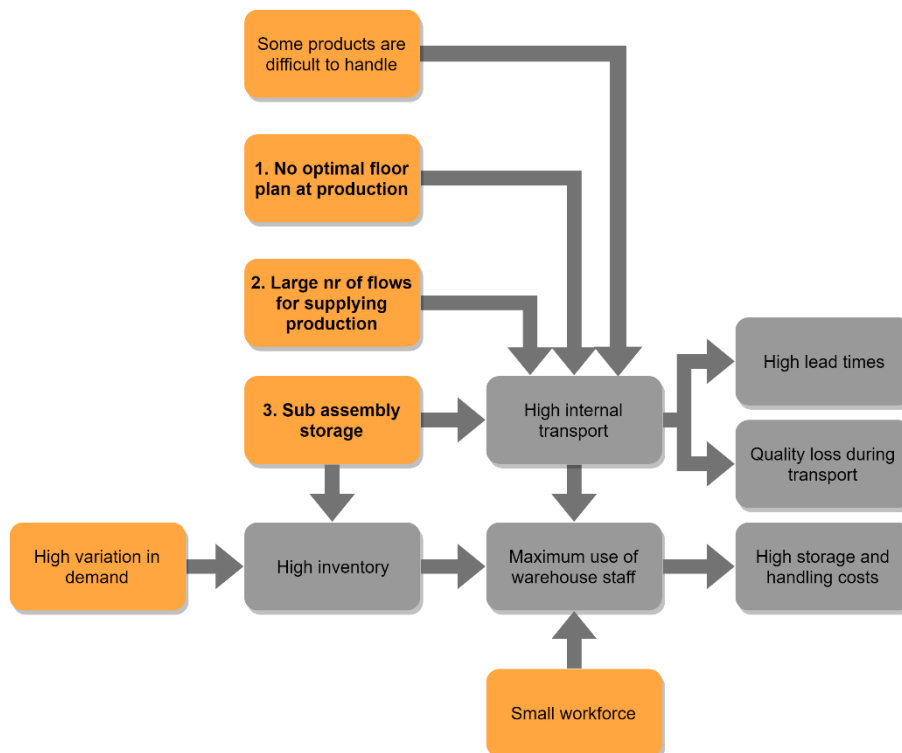 Some products are
difficult to handle
1. No optimal floor
plan at production
2. Large nr of flows
for supplying
production
3. Sub assembly
storage
High internal
transport
High lead times
Quality loss during
transport
High variation in
demand
High inventory
Maximum use of
warehouse staff
High storage and
handling costs
Small workforce